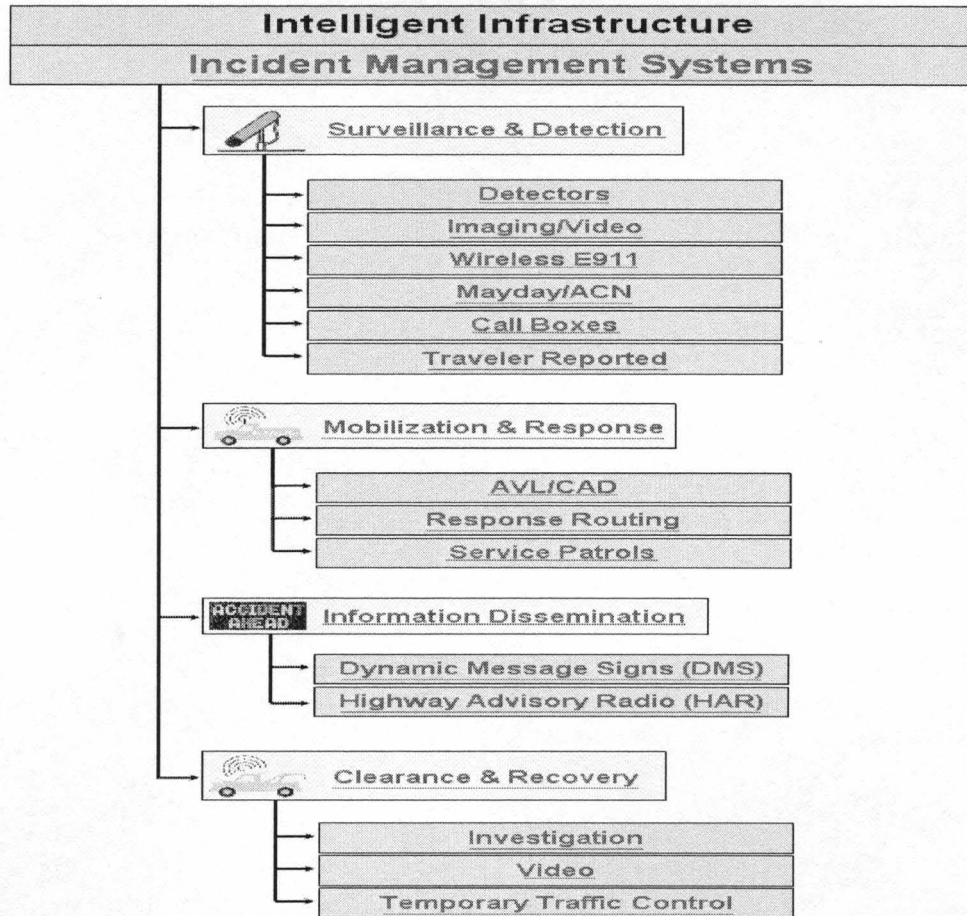 Intelligent Infrastructure
Incident Management Systems
Surveillance & Detection
Detectors
Imaging/Video
Wireless E911
Mayday/ACN
Call Boxes
Traveler Reported
Mobilization & Response
AVL/CAD
Response Routing
Service Patrols
ACCIDENT
AHEAD
Information Dissemination
Dynamic Message Signs (DMS)
Highway Advisory Radio (HAR)
Clearance & Recovery
Investigation
Video
Temporary Traffic Control